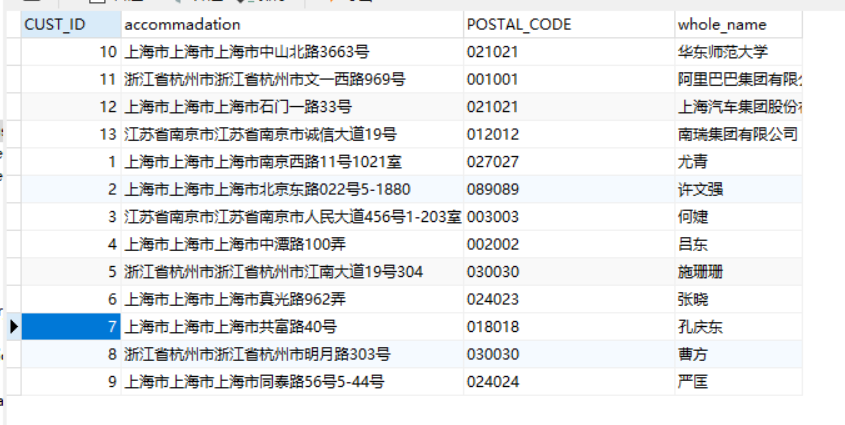 CUST_ID accommadation POSTAL_CODE whole_name
10 上海市上海市上海市中山北路3663号 021021 华东师范大学
11 浙江省杭州市浙江省杭州市文一西路969号 001001 阿里巴巴集团有限
12 上海市上海市上海市石门一路33号 021021 上海汽车集团股份
13 江苏省南京市江苏省南京市诚信大道19号 012012 南瑞集团有限公司
1 上海市上海市上海市南京西路11号1021室 027027 尤青
2 上海市上海市上海市北京东路022号5-1880 089089 许文强
3 江苏省南京市江苏省南京市人民大道456号1-203室 003003 何婕
4 上海市上海市上海市中潭路100弄 002002 吕东
5 浙江省杭州市浙江省杭州市江南大道19号304 030030 施珊珊
6 上海市上海市上海市真光路962弄 024023 张晓
7 上海市上海市上海市共富路40号 018018 孔庆东
8 浙江省杭州市浙江省杭州市明月路303号 030030 曹方
9 上海市上海市上海市同泰路56号5-44号 024024 严匡